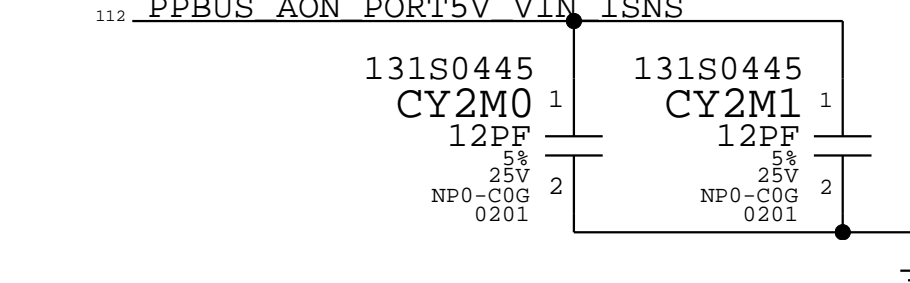 112 PPBUS_AON_PORT5V_VIN_ISNS
131S0445
CY2M0
1
12PF
5%
25V
2
NP0-C0G
0201
131S0445
CY2M1
1
12PF
5%
25V
2
NP0-C0G
0201